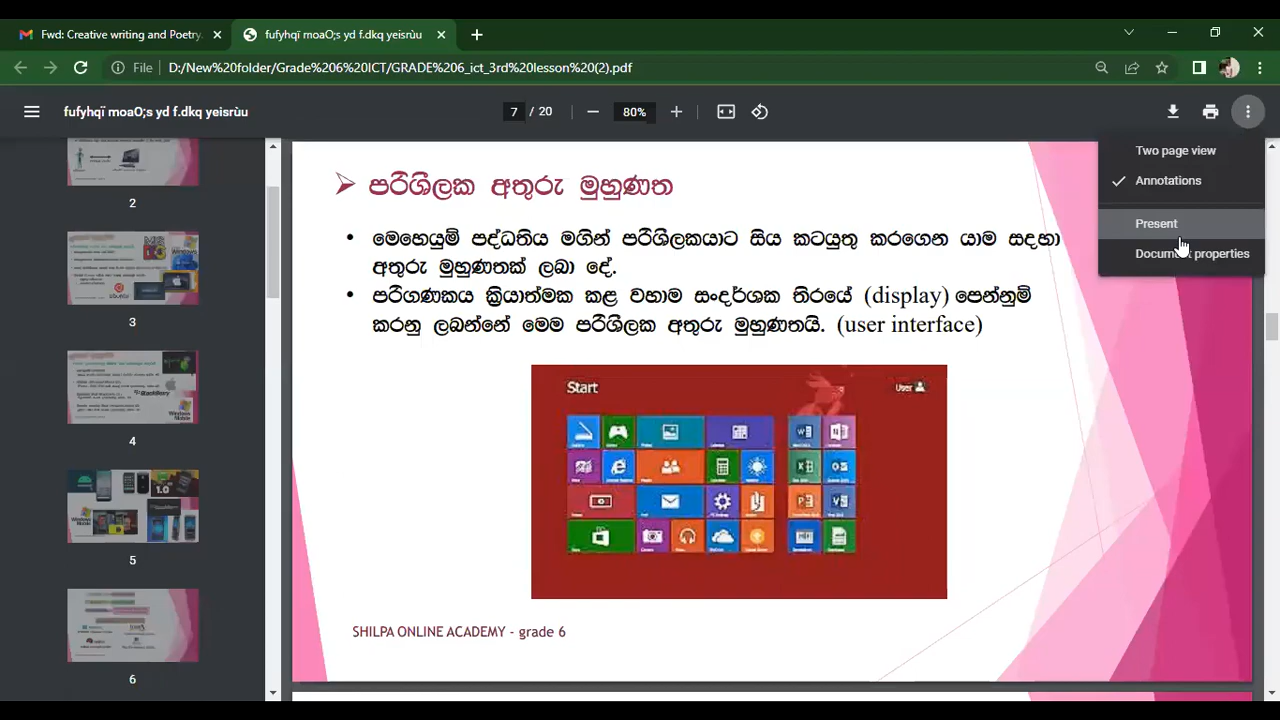 Fwd: Creative writing and Poetry.
fufyhqï moaO;s yd f.dkq yeisrùu
File
D:/New%20folder/Grade%206%20ICT/GRADE%206_ict_3rd%20lesson%20(2).pdf
fufyhqï moaO;s yd f.dkq yeisrùu
7 / 20
80%
Two page view
Annotations
Present
Document properties
2
3
4
5
6
පරිශීලක අතුරු මුහුණත
• මෙහෙයුම් පද්ධතිය මගින් පරිශීලකයාට සිය කටයුතු කරගෙන යාම සදහා
අතුරු මුහුණතක් ලබා දේ.
• පරිගණකය ක්‍රියාත්මක කළ වහාම සංදර්ශක තිරයේ (display) පෙන්නුම්
කරනු ලබන්නේ මෙම පරිශීලක අතුරු මුහුණතයි. (user interface)
Start
User
SHILPA ONLINE ACADEMY - grade 6